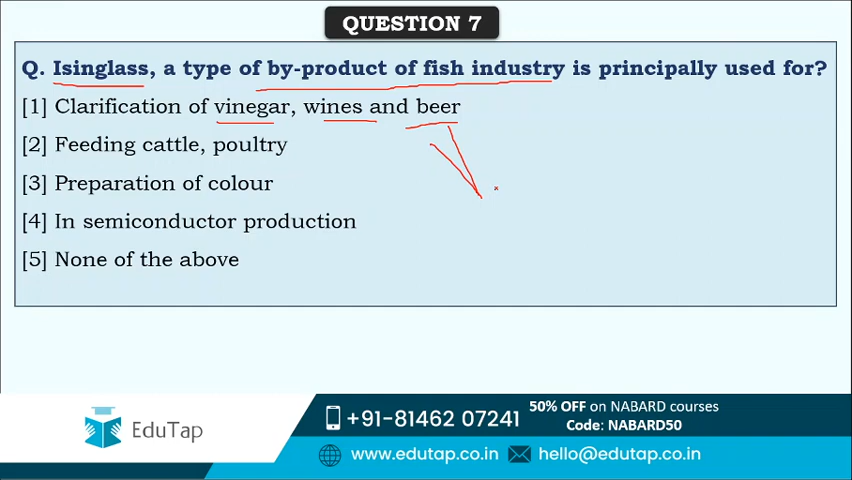 QUESTION 7
Q. Isinglass, a type of by-product of fish industry is principally used for?
[1] Clarification of vinegar, wines and beer
[2] Feeding cattle, poultry
[3] Preparation of colour
[4] In semiconductor production
[5] None of the above
EduTap
+91-81462 07241
50% OFF on NABARD courses
Code: NABARD50
www.edutap.co.in
hello@edutap.co.in